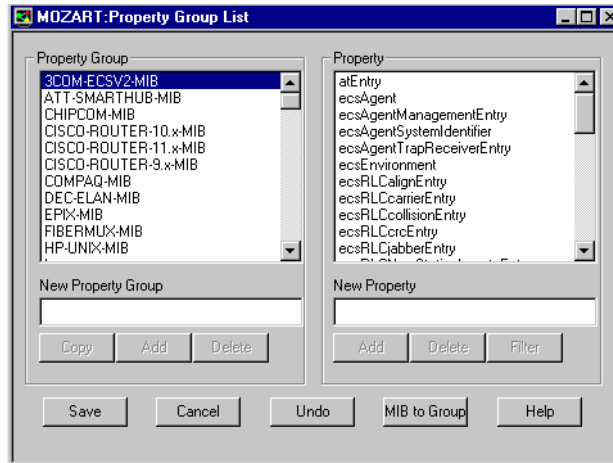 MOZART:Property Group List
Property Group
3COM-ECSV2-MIB
ATT-SMARTHUB-MIB
CHIPCOM-MIB
CISCO-ROUTER-10.x-MIB
CISCO-ROUTER-11.x-MIB
CISCO-ROUTER-9.x-MIB
COMPAQ-MIB
DEC-ELAN-MIB
EPIX-MIB
FIBERMUX-MIB
HP-UNIX-MIB
New Property Group
Copy Add Delete
Property
atEntry
ecsAgent
ecsAgentManagementEntry
ecsAgentSystemIdentifier
ecsAgentTrapReceiverEntry
ecsEnvironment
ecsRLCalignEntry
ecsRLCcarrierEntry
ecsRLCcollisionEntry
ecsRLCcrcEntry
ecsRLCjabberEntry
New Property
Add Delete Filter
Save Cancel Undo MIB to Group Help